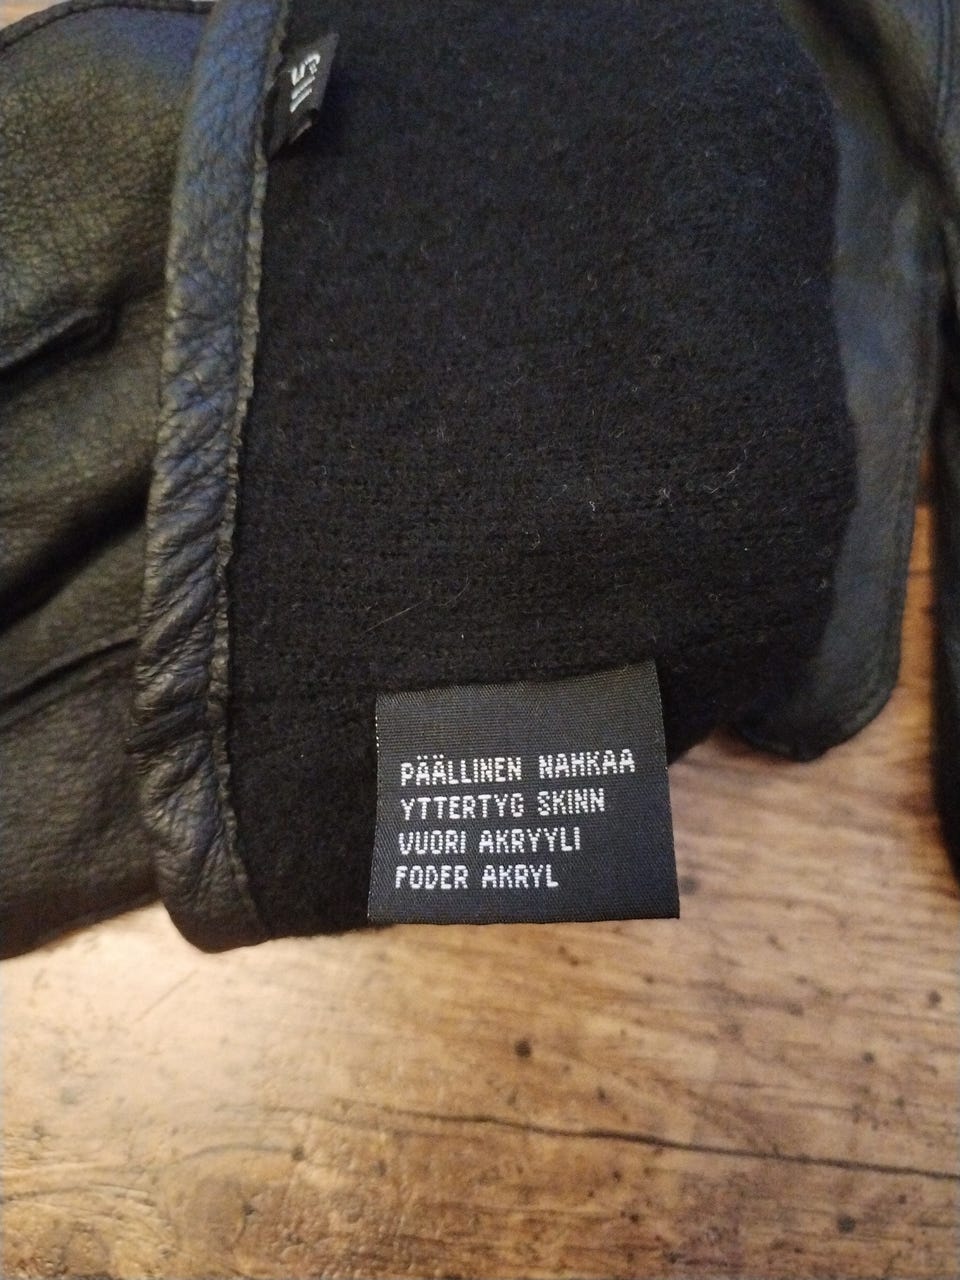 PÄÄLLINEN NAHKAA
YTTERTYG SKINN
VUORI AKRYYLI
FODER AKRYL